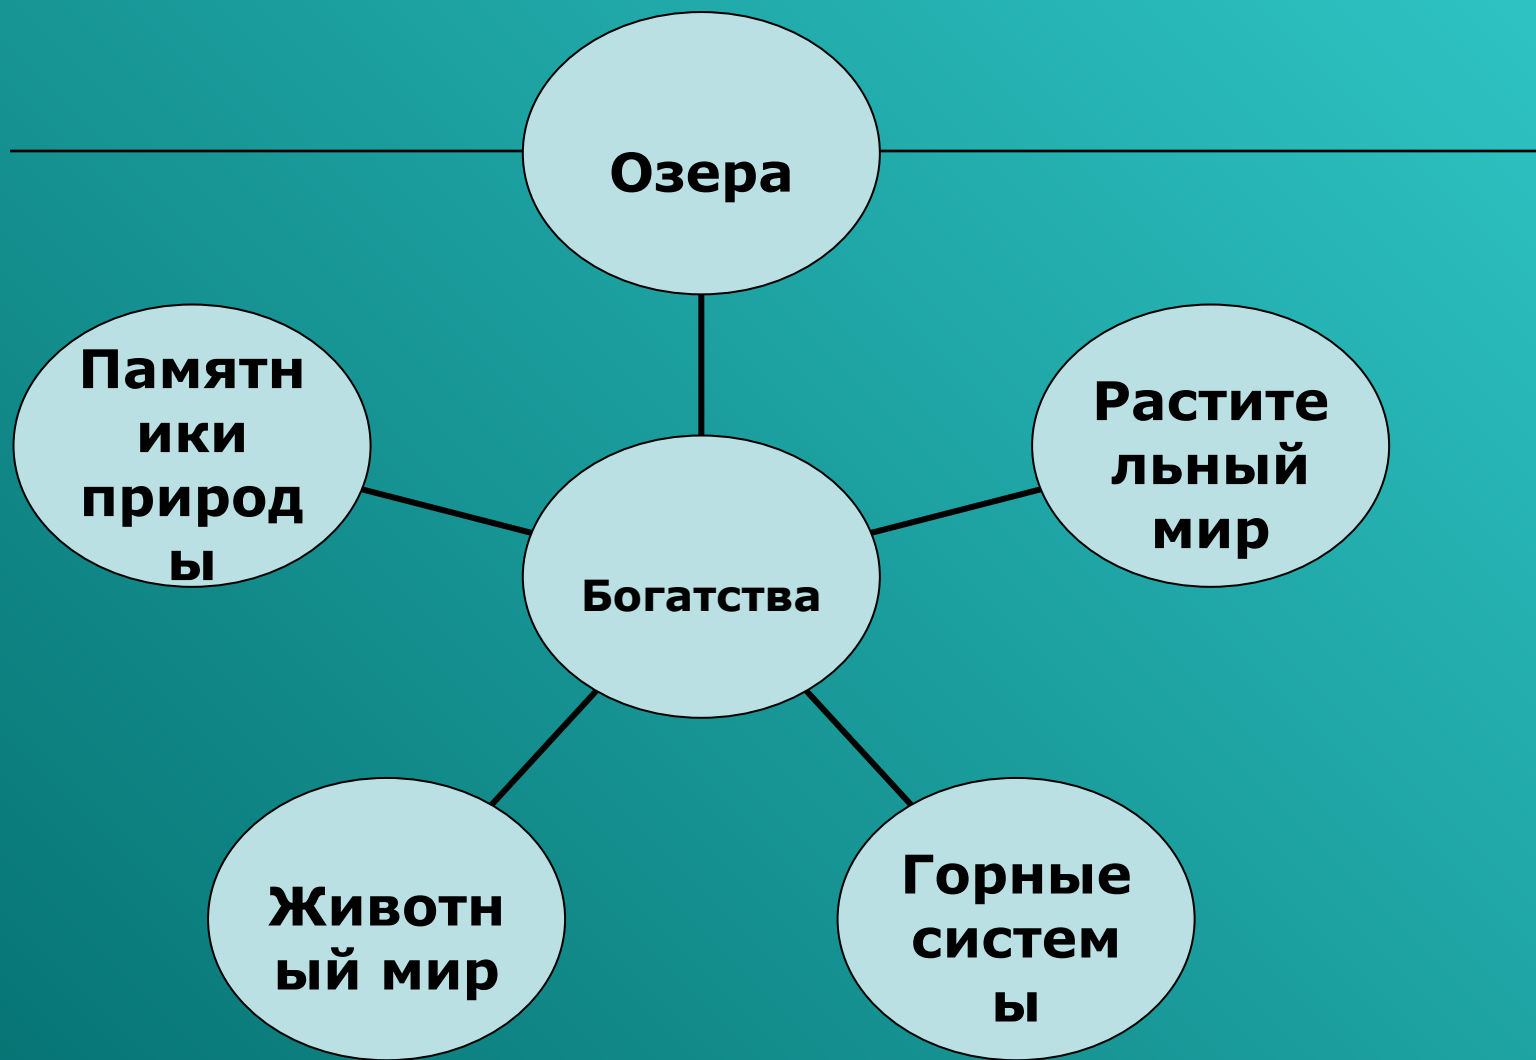 Озера
Памятн
ики
природ
ы
Растите
льный
мир
Богатства
Животн
ый мир
Горные
систем
ы